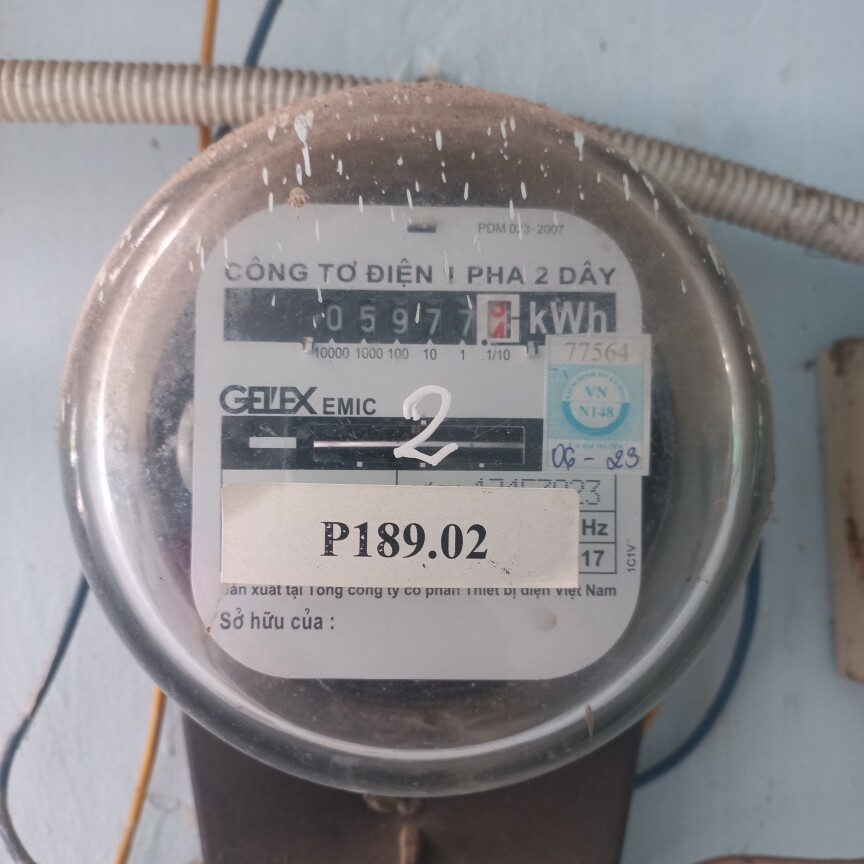 PDM 023-2007
CÔNG TƠ ĐIỆN 1 PHA 2 DÂY
0 5 9 7 7 kWh
10000 1000 100 10 1 1/10
77564
VN
N148
06 - 23
GELEX EMIC
2
P189.02
Hz
17
1C1V
Sản xuất tại Tổng công ty cổ phần Thiết bị điện Việt Nam
Sở hữu của :